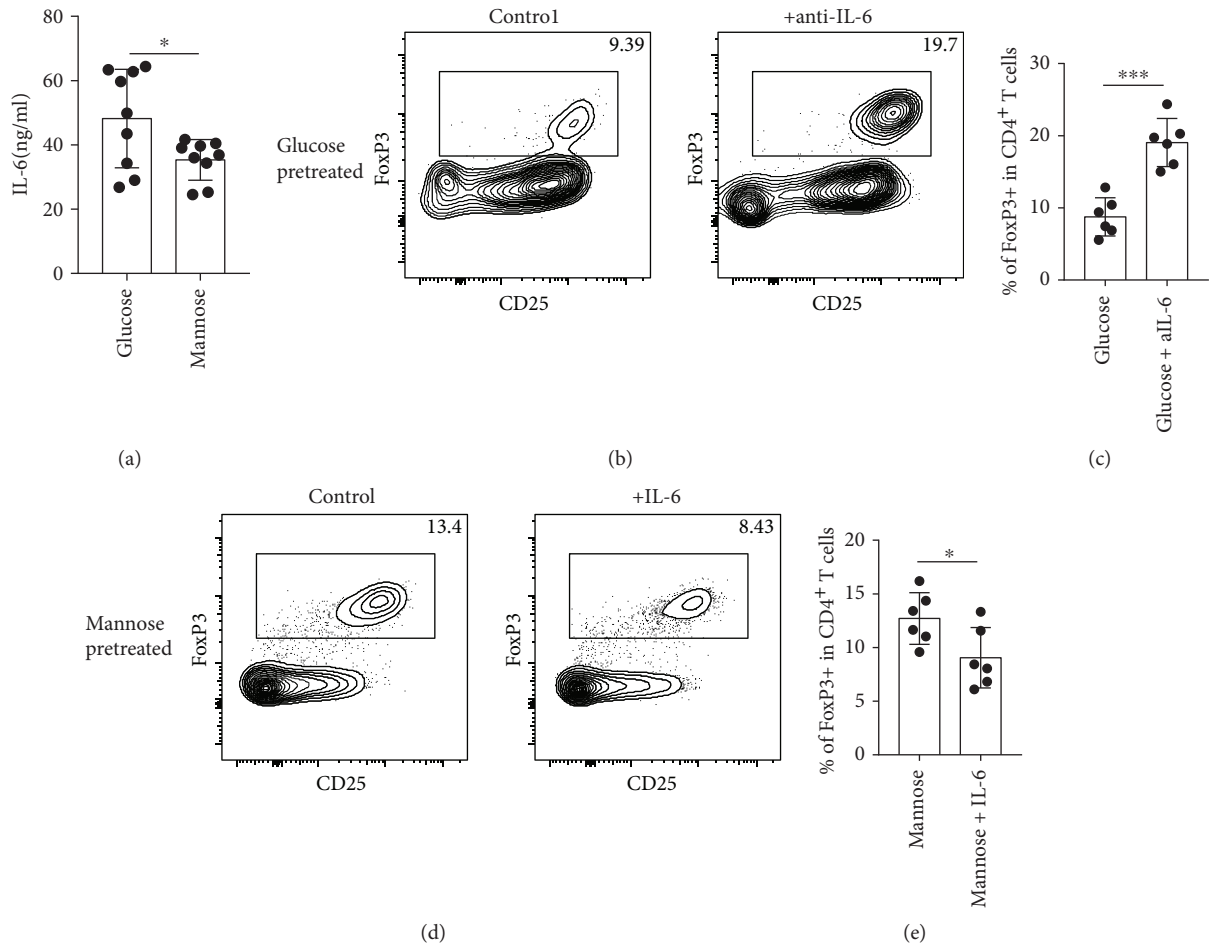 80
60
40
20
0
IL-6(ng/ml)
*
Glucose
Mannose
(a)
Glucose
pretreated
Contro1
9.39
FoxP3
CD25
+anti-IL-6
19.7
FoxP3
CD25
(b)
30
20
10
0
% of FoxP3+ in CD4⁺ T cells
***
Glucose
Glucose + aIL-6
(c)
Mannose
pretreated
Control
13.4
FoxP3
CD25
+IL-6
8.43
FoxP3
CD25
(d)
20
15
10
5
0
% of FoxP3+ in CD4⁺ T cells
*
Mannose
Mannose + IL-6
(e)